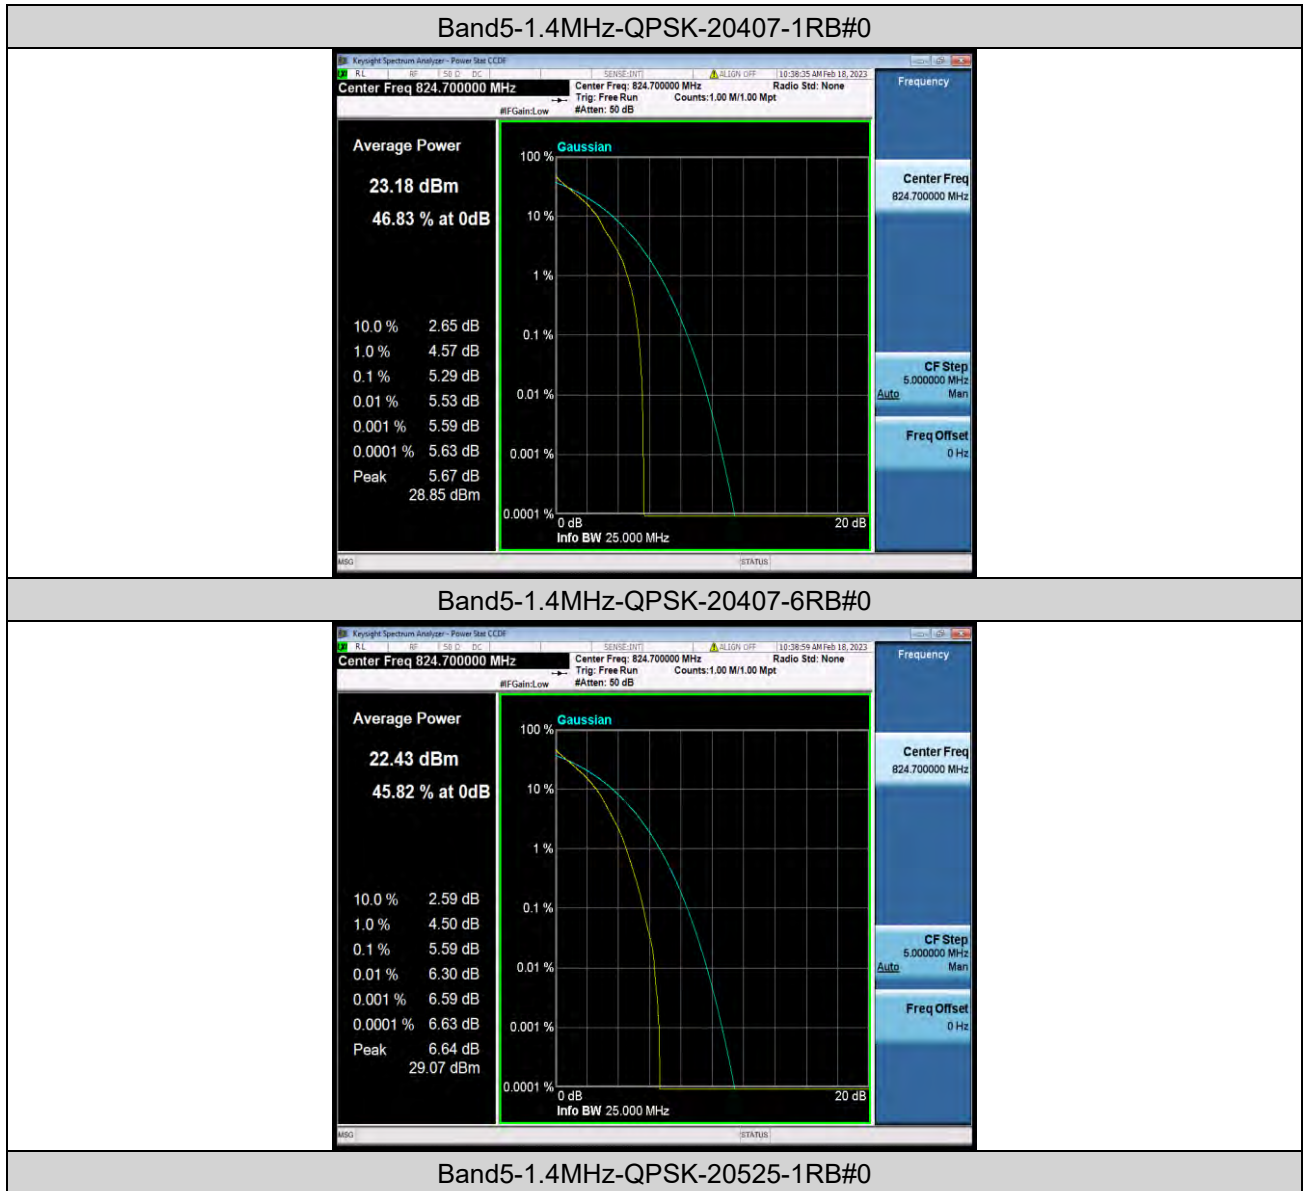 Band5-1.4MHz-QPSK-20407-1RB#0
Keysight Spectrum Analyzer - Power Stat CCDF
RL RF 50 Ω DC SENSE:INT ALIGN OFF 10:38:35 AM Feb 18, 2023
Center Freq 824.700000 MHz
Center Freq: 824.700000 MHz Radio Std: None
Trig: Free Run Counts:1.00 M/1.00 Mpt
#IFGain:Low #Atten: 50 dB
Frequency
Average Power
23.18 dBm
46.83 % at 0dB
10.0 % 2.65 dB
1.0 % 4.57 dB
0.1 % 5.29 dB
0.01 % 5.53 dB
0.001 % 5.59 dB
0.0001 % 5.63 dB
Peak 5.67 dB
28.85 dBm
Gaussian
100 %
10 %
1 %
0.1 %
0.01 %
0.001 %
0.0001 %
0 dB 20 dB
Info BW 25.000 MHz
Center Freq
824.700000 MHz
CF Step
5.000000 MHz
Auto Man
Freq Offset
0 Hz
MSG STATUS
Band5-1.4MHz-QPSK-20407-6RB#0
Keysight Spectrum Analyzer - Power Stat CCDF
RL RF 50 Ω DC SENSE:INT ALIGN OFF 10:38:59 AM Feb 18, 2023
Center Freq 824.700000 MHz
Center Freq: 824.700000 MHz Radio Std: None
Trig: Free Run Counts:1.00 M/1.00 Mpt
#IFGain:Low #Atten: 50 dB
Frequency
Average Power
22.43 dBm
45.82 % at 0dB
10.0 % 2.59 dB
1.0 % 4.50 dB
0.1 % 5.59 dB
0.01 % 6.30 dB
0.001 % 6.59 dB
0.0001 % 6.63 dB
Peak 6.64 dB
29.07 dBm
Gaussian
100 %
10 %
1 %
0.1 %
0.01 %
0.001 %
0.0001 %
0 dB 20 dB
Info BW 25.000 MHz
Center Freq
824.700000 MHz
CF Step
5.000000 MHz
Auto Man
Freq Offset
0 Hz
MSG STATUS
Band5-1.4MHz-QPSK-20525-1RB#0